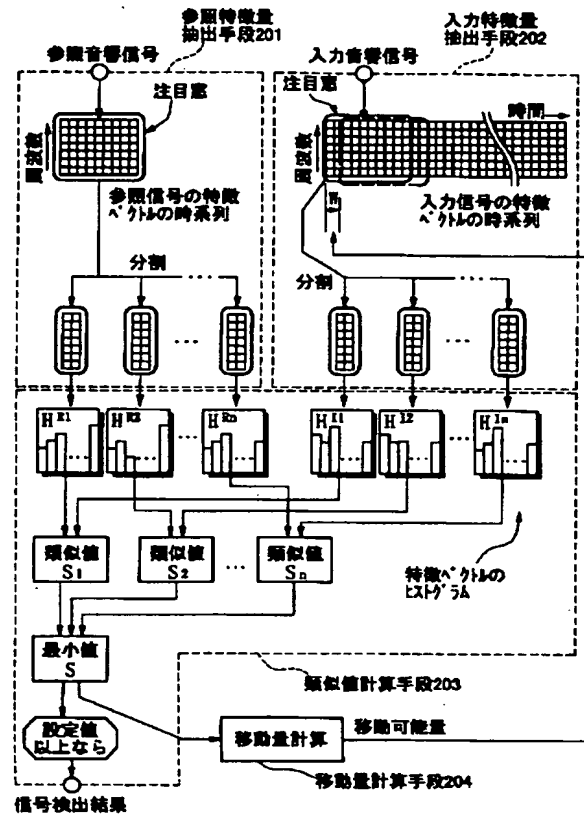 参照特徴量
抽出手段201
参照音響信号
注目窓
周波数
参照信号の特徴
ベクトルの時系列
分割
...
...
入力特徴量
抽出手段202
入力音響信号
注目窓
時間
周波数
W
入力信号の特徴
ベクトルの時系列
分割
...
...
H R1
H R2
...
H Rn
H I1
H I2
...
H In
類似値
S1
類似値
S2
...
類似値
Sn
特徴ベクトルの
ヒストグラム
最小値
S
類似値計算手段203
設定値
以上なら
移動量計算
移動可能量
移動量計算手段204
信号検出結果